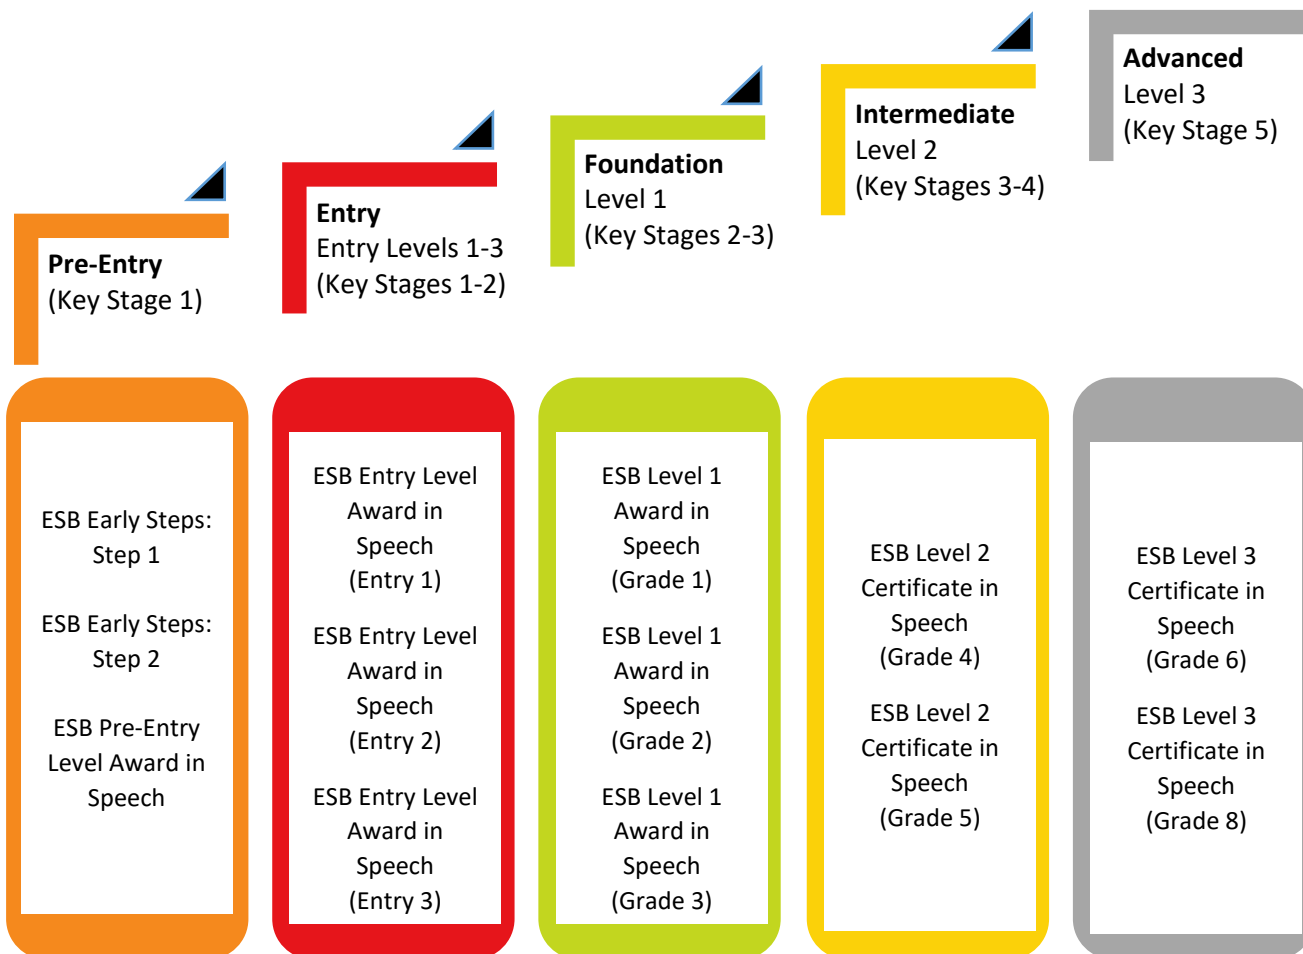 Pre-Entry
(Key Stage 1)
Entry
Entry Levels 1-3
(Key Stages 1-2)
Foundation
Level 1
(Key Stages 2-3)
Intermediate
Level 2
(Key Stages 3-4)
Advanced
Level 3
(Key Stage 5)
ESB Early Steps:
Step 1
ESB Early Steps:
Step 2
ESB Pre-Entry
Level Award in
Speech
ESB Entry Level
Award in
Speech
(Entry 1)
ESB Entry Level
Award in
Speech
(Entry 2)
ESB Entry Level
Award in
Speech
(Entry 3)
ESB Level 1
Award in
Speech
(Grade 1)
ESB Level 1
Award in
Speech
(Grade 2)
ESB Level 1
Award in
Speech
(Grade 3)
ESB Level 2
Certificate in
Speech
(Grade 4)
ESB Level 2
Certificate in
Speech
(Grade 5)
ESB Level 3
Certificate in
Speech
(Grade 6)
ESB Level 3
Certificate in
Speech
(Grade 8)